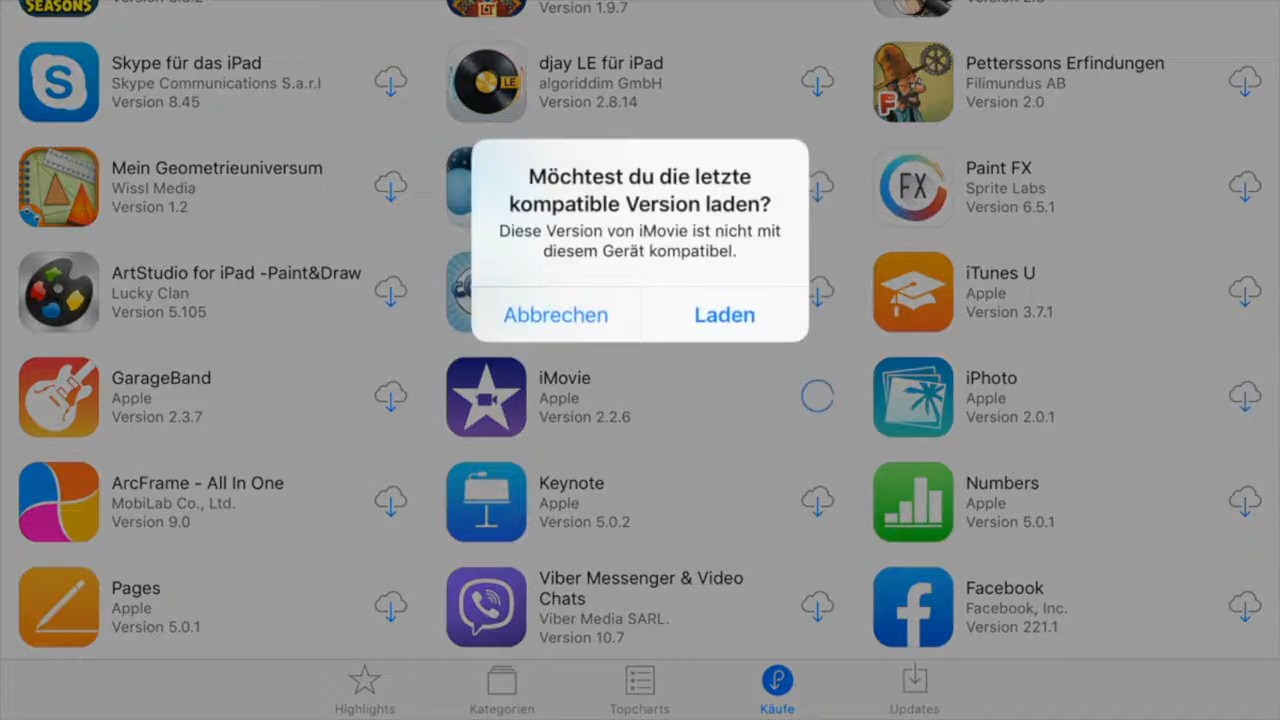 SEASONS
Version 1.9.7
Skype für das iPad
Skype Communications S.a.r.l
Version 8.45
djay LE für iPad
algoriddim GmbH
Version 2.8.14
LE
Petterssons Erfindungen
Filimundus AB
Version 2.0
Mein Geometrieuniversum
Wissl Media
Version 1.2
FX
Paint FX
Sprite Labs
Version 6.5.1
Möchtest du die letzte
kompatible Version laden?
Diese Version von iMovie ist nicht mit
diesem Gerät kompatibel.
Abbrechen
Laden
ArtStudio for iPad -Paint&Draw
Lucky Clan
Version 5.105
iTunes U
Apple
Version 3.7.1
GarageBand
Apple
Version 2.3.7
iMovie
Apple
Version 2.2.6
iPhoto
Apple
Version 2.0.1
ArcFrame - All In One
MobiLab Co., Ltd.
Version 9.0
Keynote
Apple
Version 5.0.2
Numbers
Apple
Version 5.0.1
Pages
Apple
Version 5.0.1
Viber Messenger & Video
Chats
Viber Media SARL.
Version 10.7
Facebook
Facebook, Inc.
Version 221.1
Highlights
Kategorien
Topcharts
Käufe
Updates